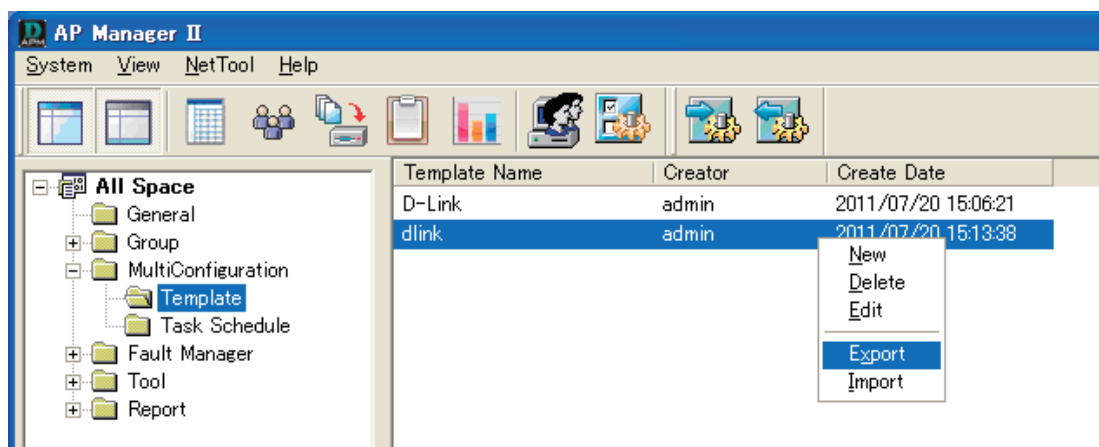 AP Manager II
System View NetTool Help
Template Name Creator Create Date
All Space
General
Group
MultiConfiguration
Template
Task Schedule
Fault Manager
Tool
Report
D-Link admin 2011/07/20 15:06:21
dlink admin 2011/07/20 15:13:38
New
Delete
Edit
Export
Import